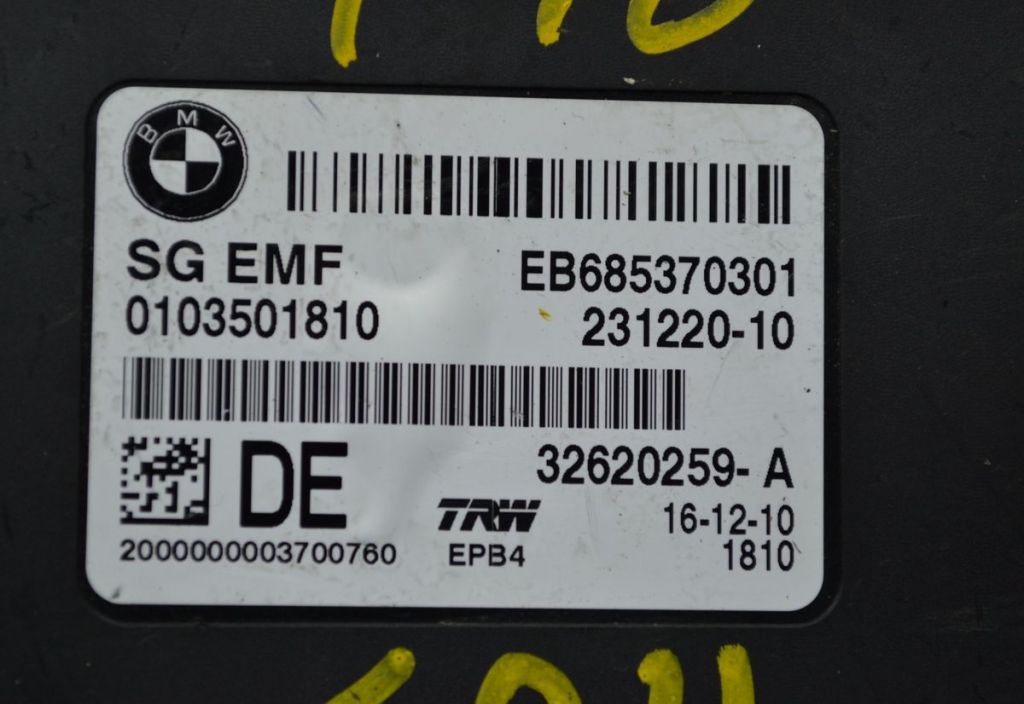 BMW
SG EMF
EB685370301
0103501810
231220-10
DE
32620259-A
TRW
16-12-10
2000000003700760
EPB4
1810